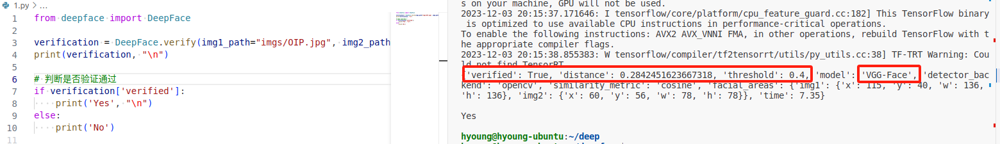 1.py > ...
1 from deepface import DeepFace
2
3 verification = DeepFace.verify(img1_path="imgs/OIP.jpg", img2_path
4 print(verification, "\n")
5
6 # 判断是否验证通过
7 if verification['verified']:
8 ····print('Yes', "\n")
9 else:
10 ····print('No')
11
s on your machine, GPU will not be used.
2023-12-03 20:15:37.171646: I tensorflow/core/platform/cpu_feature_guard.cc:182] This TensorFlow binary
is optimized to use available CPU instructions in performance-critical operations.
To enable the following instructions: AVX2 AVX_VNNI FMA, in other operations, rebuild TensorFlow with t
he appropriate compiler flags.
2023-12-03 20:15:38.855383: W tensorflow/compiler/tf2tensorrt/utils/py_utils.cc:38] TF-TRT Warning: Cou
ld not find TensorRT
{'verified': True, 'distance': 0.2842451623667318, 'threshold': 0.4, 'model': 'VGG-Face', 'detector_bac
kend': 'opencv', 'similarity_metric': 'cosine', 'facial_areas': {'img1': {'x': 115, 'y': 40, 'w': 136,
'h': 136}, 'img2': {'x': 60, 'y': 56, 'w': 78, 'h': 78}}, 'time': 7.35}
Yes
hyoung@hyoung-ubuntu:~/deep